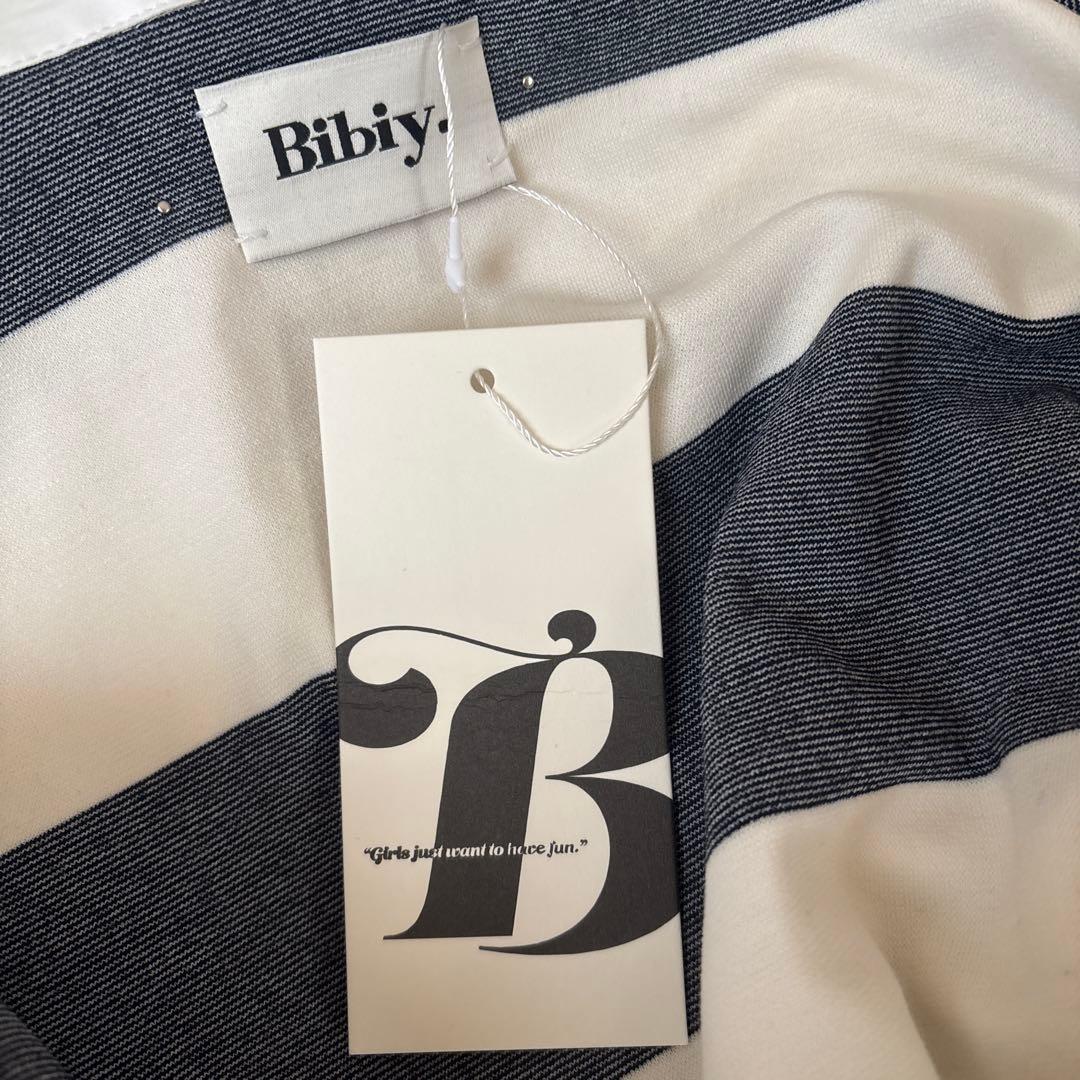 Bibiy.
B
“Girls just want to have fun.”